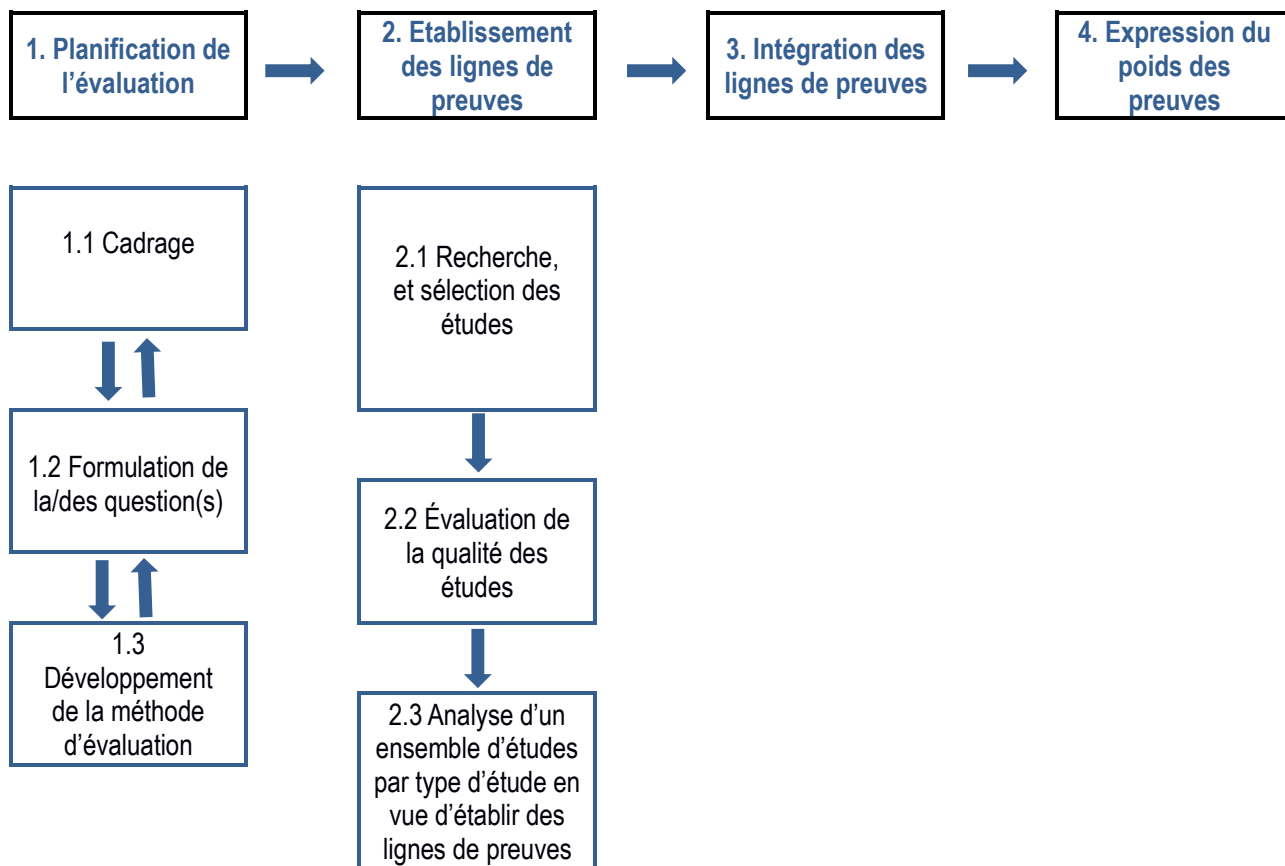 1. Planification de
l'évaluation
2. Etablissement
des lignes de
preuves
3. Intégration des
lignes de preuves
4. Expression du
poids des
preuves
1.1 Cadrage
1.2 Formulation de
la/des question(s)
1.3
Développement
de la méthode
d'évaluation
2.1 Recherche,
et sélection des
études
2.2 Évaluation de
la qualité des
études
2.3 Analyse d'un
ensemble d'études
par type d'étude en
vue d'établir des
lignes de preuves